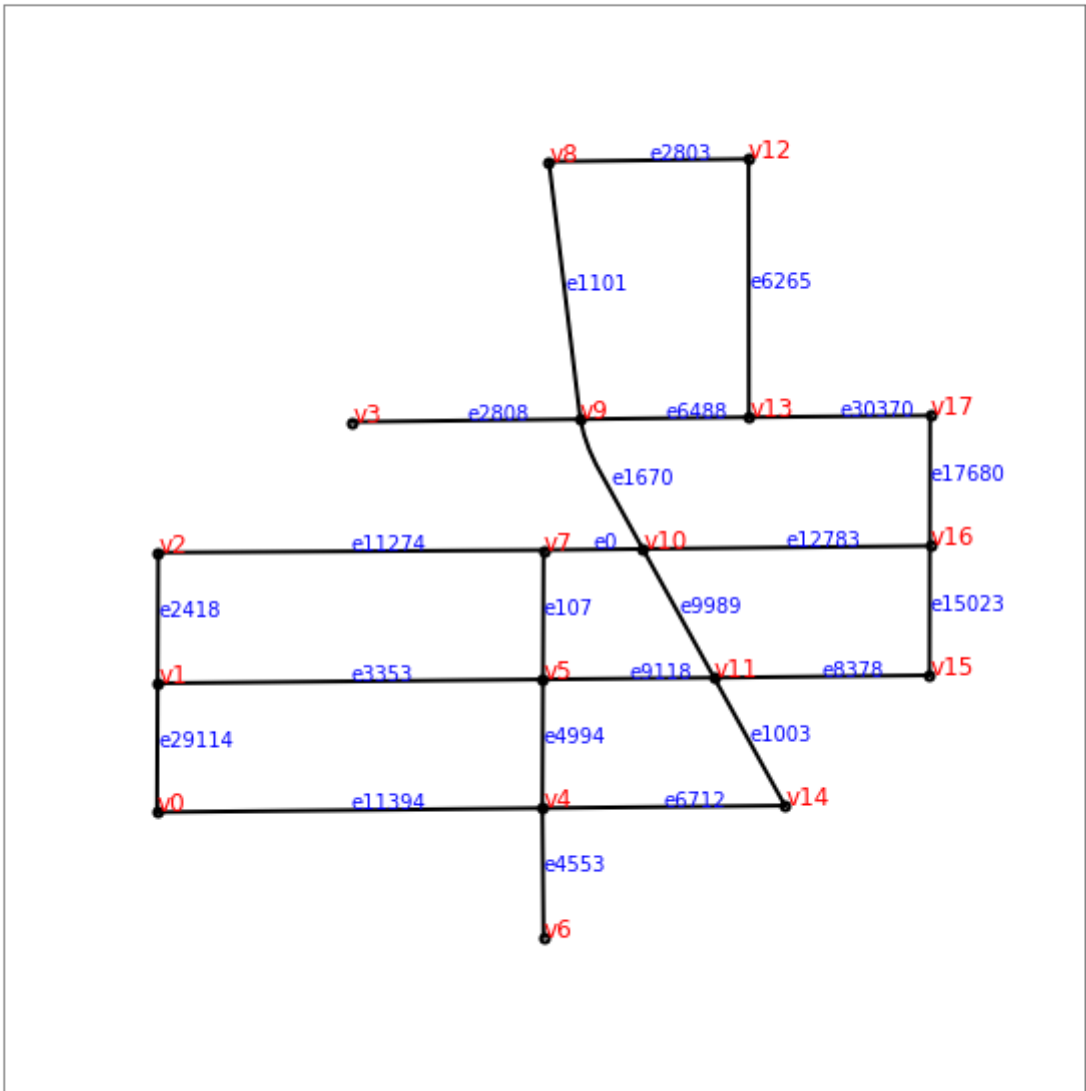 v8 e2803 v12
e1101 e6265
v3 e2808 v9 e6488 v13 e30370 v17
e1670 e17680
v2 e11274 v7 e0 v10 e12783 v16
e2418 e107 e9989 e15023
v1 e3353 v5 e9118 v11 e8378 v15
e29114 e4994 e1003
v0 e11394 v4 e6712 v14
e4553
v6